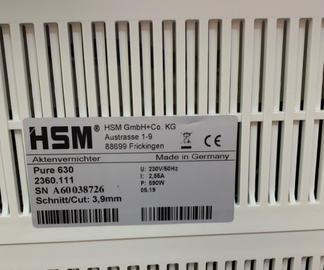 HSM® HSM GmbH+Co. KG
Austrasse 1-9
88699 Frickingen
Aktenvernichter Made in Germany
Pure 630 U: 230V/50Hz
2360.111 I: 2,55A
SN A60038726 P: 590W
Schnitt/Cut: 3,9mm 05.19